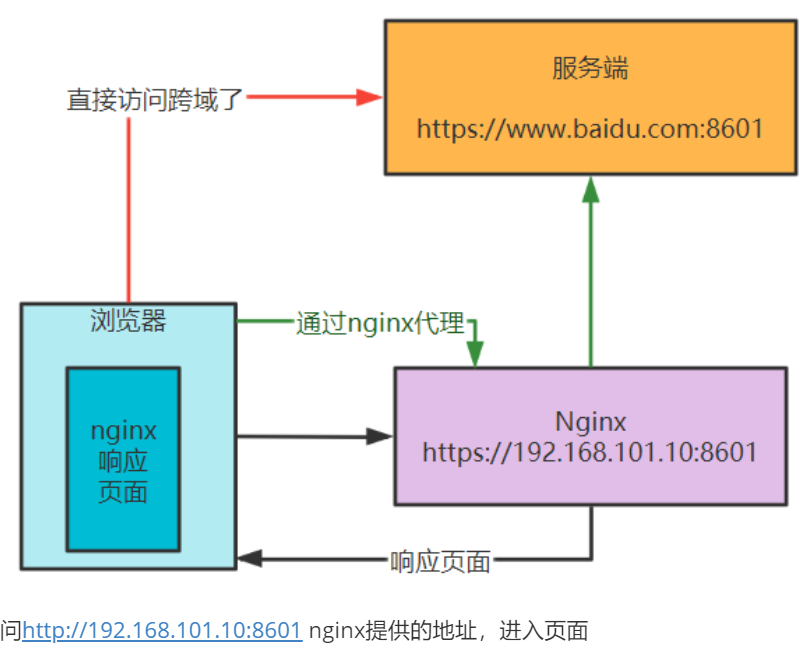 服务端
https://www.baidu.com:8601
直接访问跨域了
浏览器
通过nginx代理
nginx
响应
页面
Nginx
https://192.168.101.10:8601
响应页面
问http://192.168.101.10:8601 nginx提供的地址，进入页面